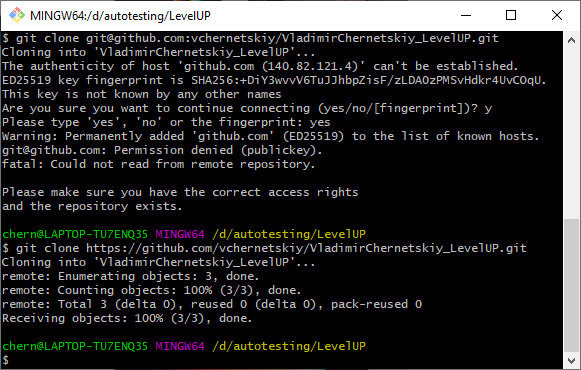 MINGW64:/d/autotesting/LevelUP
$ git clone git@github.com:vchernetskiy/VladimirChernetskiy_LevelUP.git
Cloning into 'VladimirChernetskiy_LevelUP'...
The authenticity of host 'github.com (140.82.121.4)' can't be established.
ED25519 key fingerprint is SHA256:+DiY3wvvV6TuJJhbpZisF/zLDA0zPMSvHdkr4UvCOqU.
This key is not known by any other names
Are you sure you want to continue connecting (yes/no/[fingerprint])? y
Please type 'yes', 'no' or the fingerprint: yes
Warning: Permanently added 'github.com' (ED25519) to the list of known hosts.
git@github.com: Permission denied (publickey).
fatal: Could not read from remote repository.
Please make sure you have the correct access rights
and the repository exists.
chern@LAPTOP-TU7ENQ35 MINGW64 /d/autotesting/LevelUP
$ git clone https://github.com/vchernetskiy/VladimirChernetskiy_LevelUP.git
Cloning into 'VladimirChernetskiy_LevelUP'...
remote: Enumerating objects: 3, done.
remote: Counting objects: 100% (3/3), done.
remote: Total 3 (delta 0), reused 0 (delta 0), pack-reused 0
Receiving objects: 100% (3/3), done.
chern@LAPTOP-TU7ENQ35 MINGW64 /d/autotesting/LevelUP
$